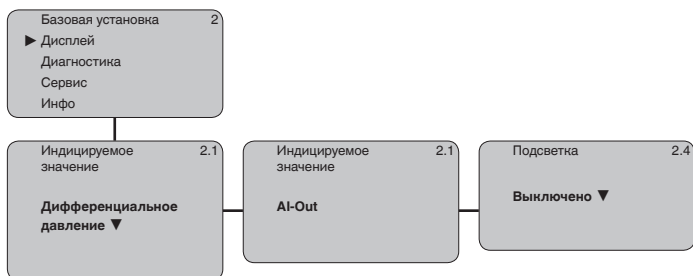 Базовая установка 2
▶ Дисплей
Диагностика
Сервис
Инфо
Индицируемое 2.1
значение
Дифференциальное
давление ▼
Индицируемое 2.1
значение
AI-Out
Подсветка 2.4
Выключено ▼